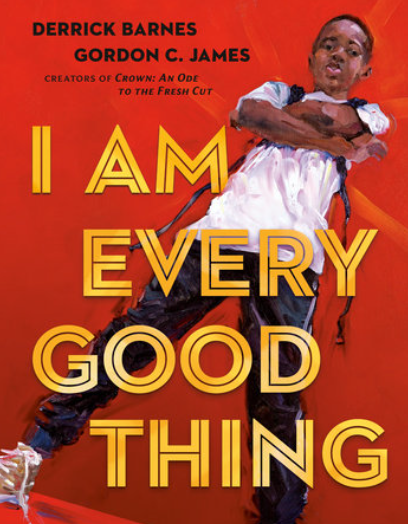 DERRICK BARNES
GORDON C. JAMES
CREATORS OF CROWN: AN ODE
TO THE FRESH CUT
I AM
EVERY
GOOD
THING